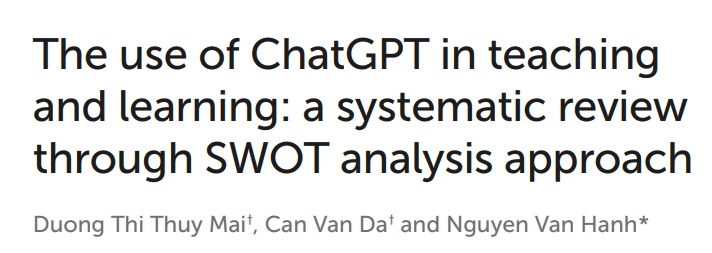 The use of ChatGPT in teaching
and learning: a systematic review
through SWOT analysis approach
Duong Thi Thuy Mai†, Can Van Da† and Nguyen Van Hanh*